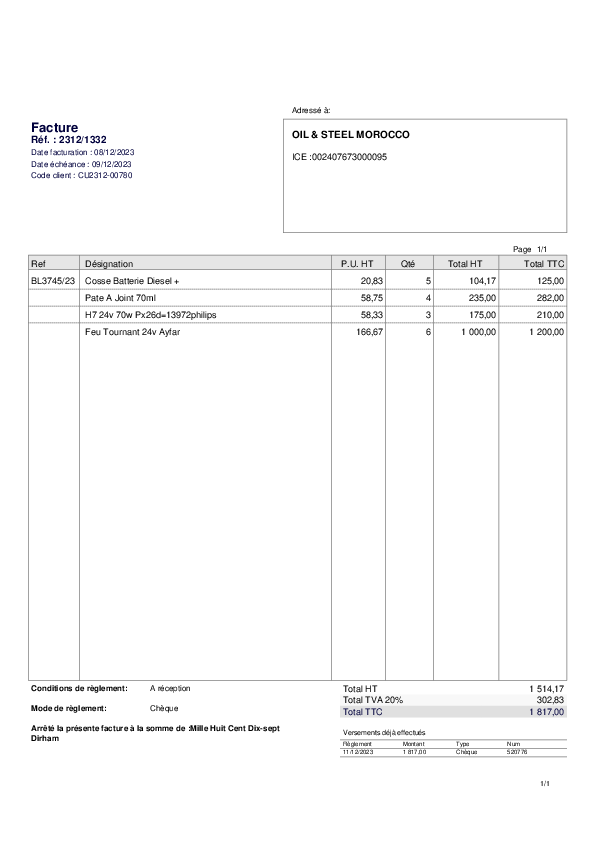 Adressé à:
Facture
Réf. : 2312/1332
Date facturation : 08/12/2023
Date échéance : 09/12/2023
Code client : CU2312-00780
OIL & STEEL MOROCCO
ICE :002407673000095
Page 1/1
Ref Désignation P.U. HT Qté Total HT Total TTC
BL3745/23 Cosse Batterie Diesel + 20,83 5 104,17 125,00
Pate A Joint 70ml 58,75 4 235,00 282,00
H7 24v 70w Px26d=13972philips 58,33 3 175,00 210,00
Feu Tournant 24v Ayfar 166,67 6 1 000,00 1 200,00
Conditions de règlement: A réception
Mode de règlement: Chèque
Arrêté la présente facture à la somme de :Mille Huit Cent Dix-sept
Dirham
Total HT 1 514,17
Total TVA 20% 302,83
Total TTC 1 817,00
Versements déjà effectués
Règlement Montant Type Num
11/12/2023 1 817,00 Chèque 520776
1/1